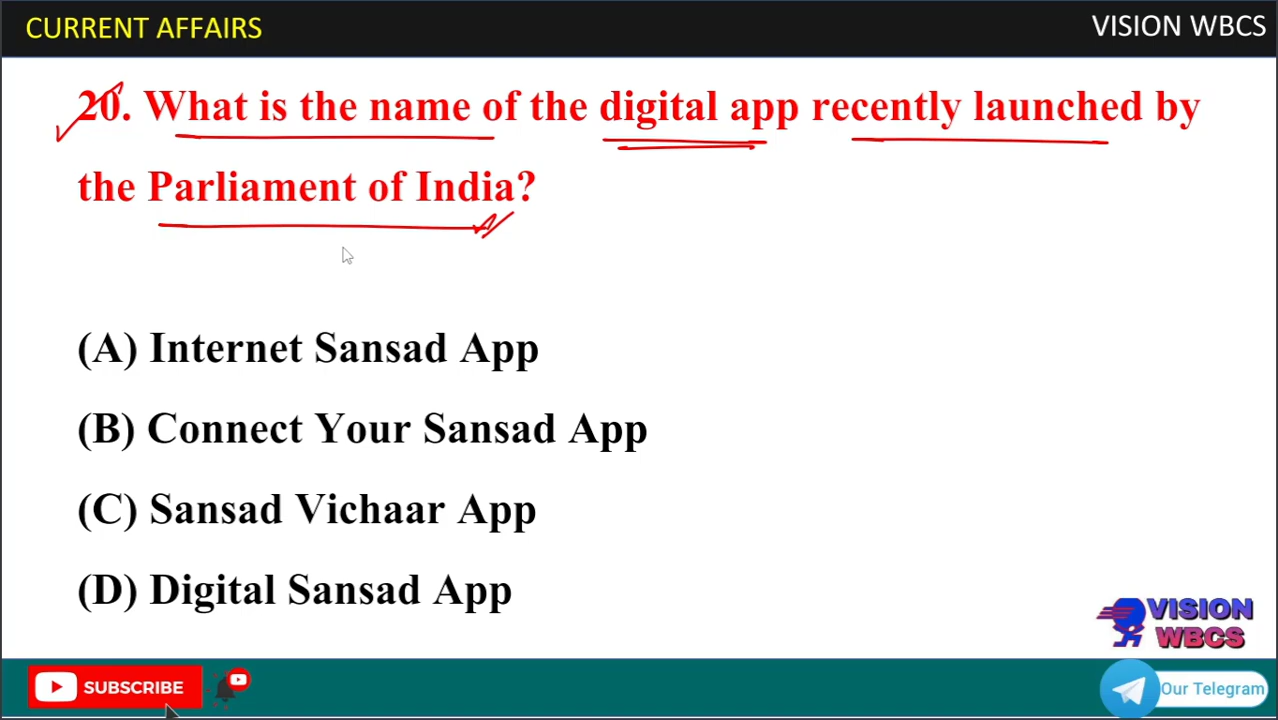 CURRENT AFFAIRS
VISION WBCS
20. What is the name of the digital app recently launched by
the Parliament of India?
(A) Internet Sansad App
(B) Connect Your Sansad App
(C) Sansad Vichaar App
(D) Digital Sansad App
VISION
WBCS
SUBSCRIBE
Our Telegram